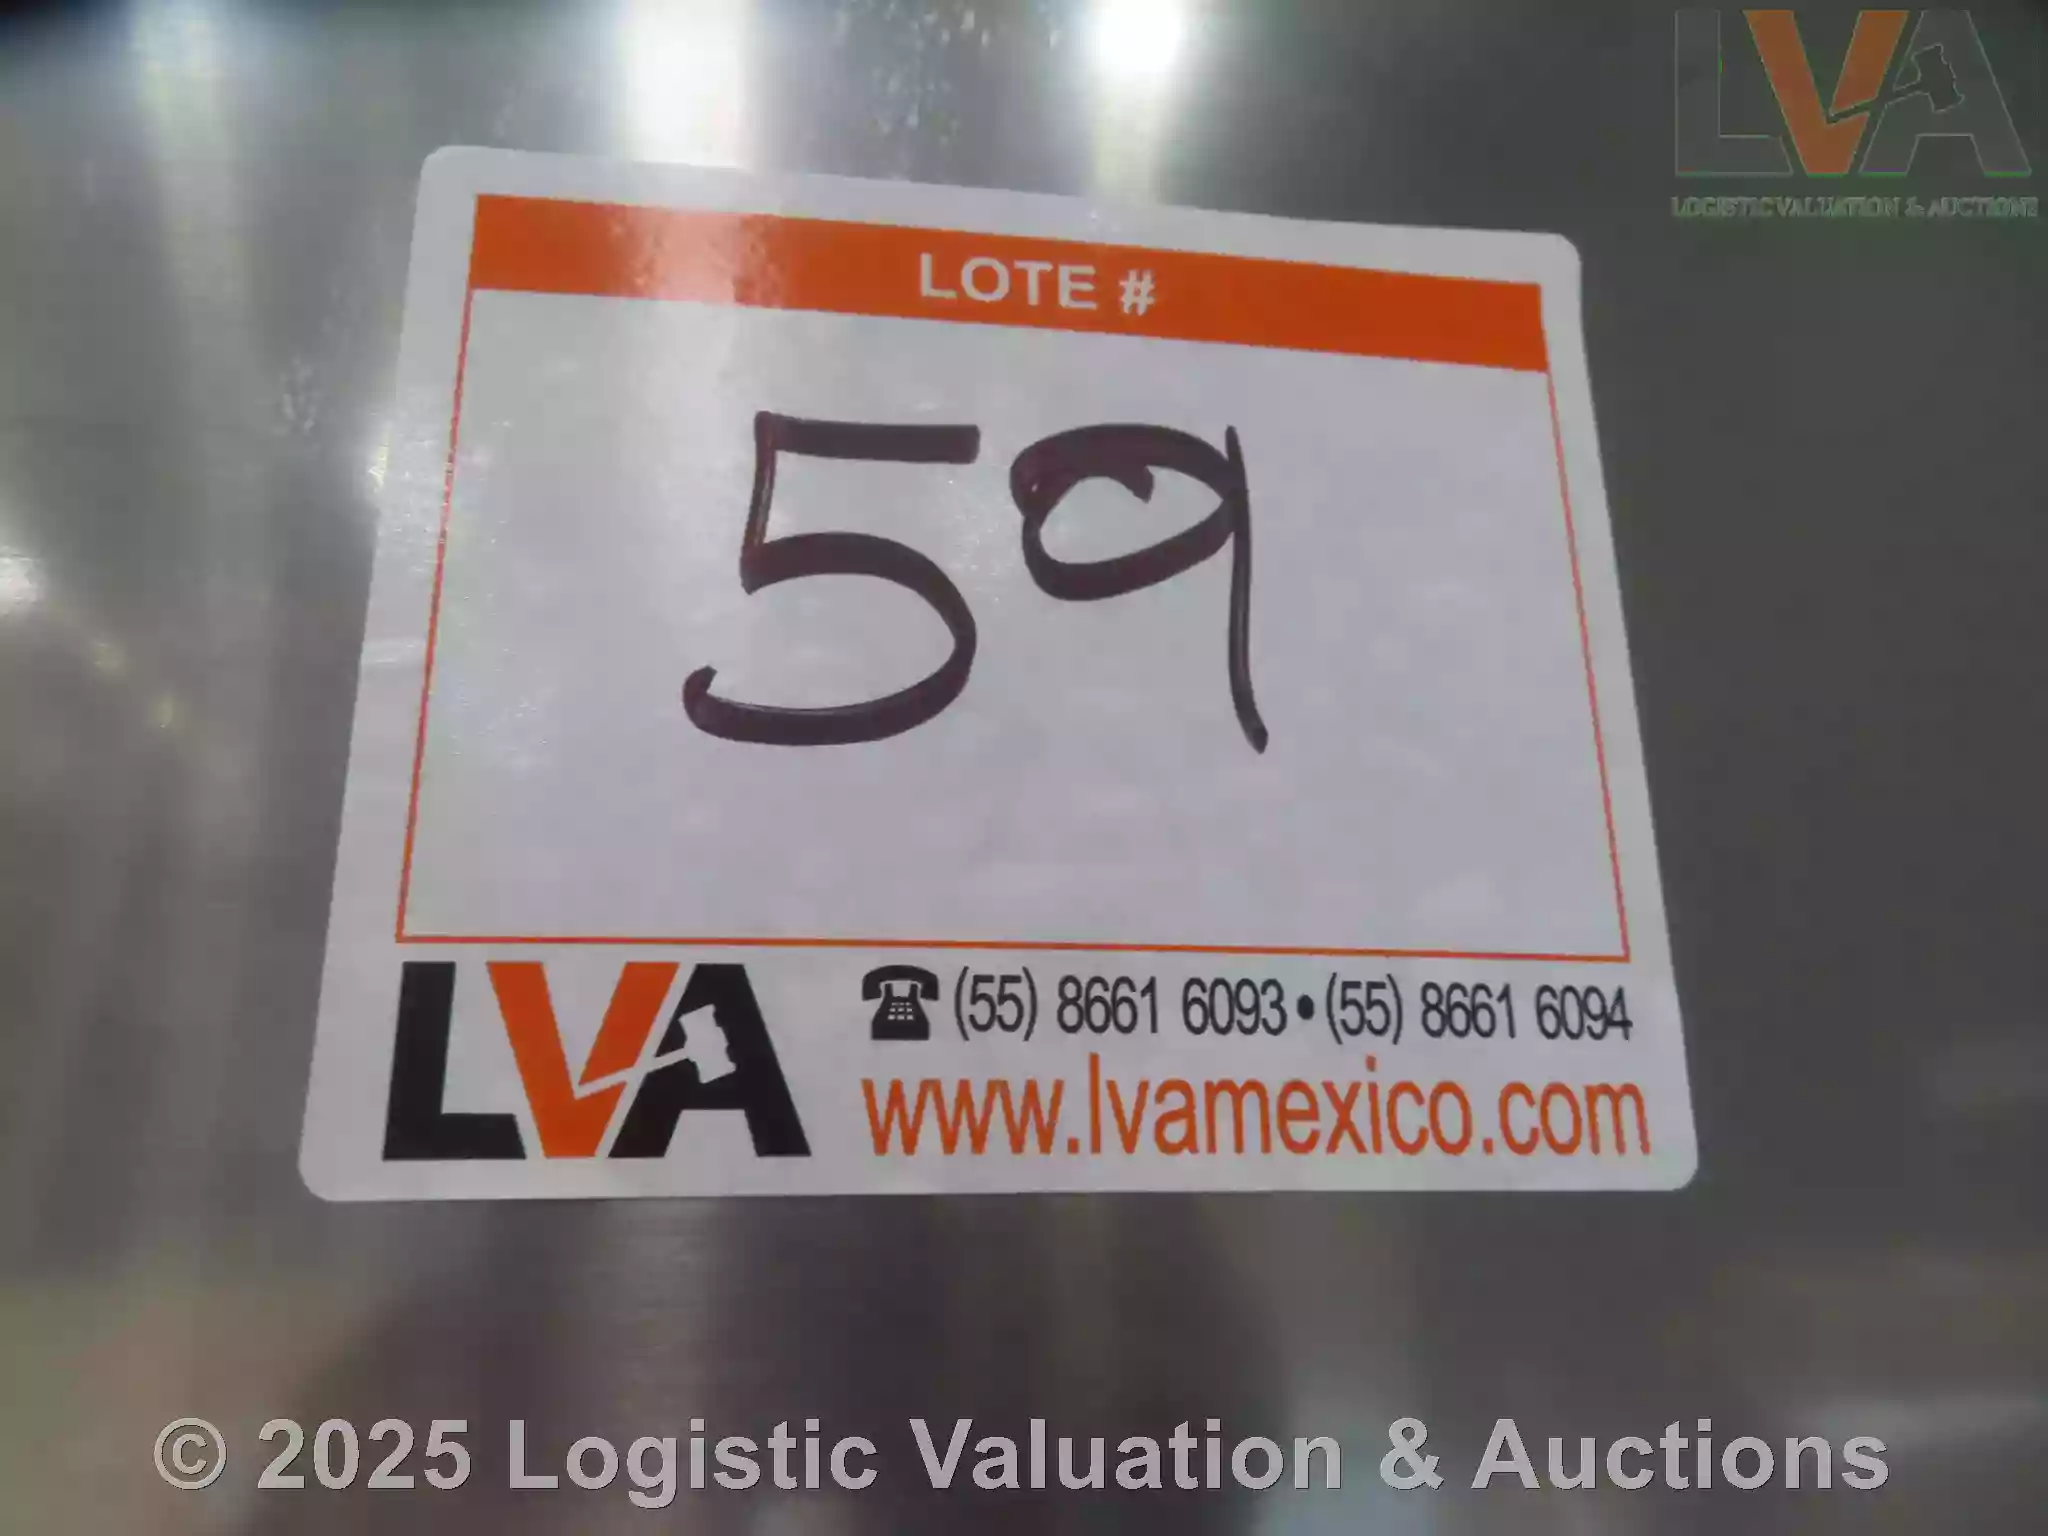 LVA
LOGISTIC VALUATION & AUCTIONS
LOTE #
59
LVA
(55) 8661 6093 • (55) 8661 6094
www.lvamexico.com
© 2025 Logistic Valuation & Auctions